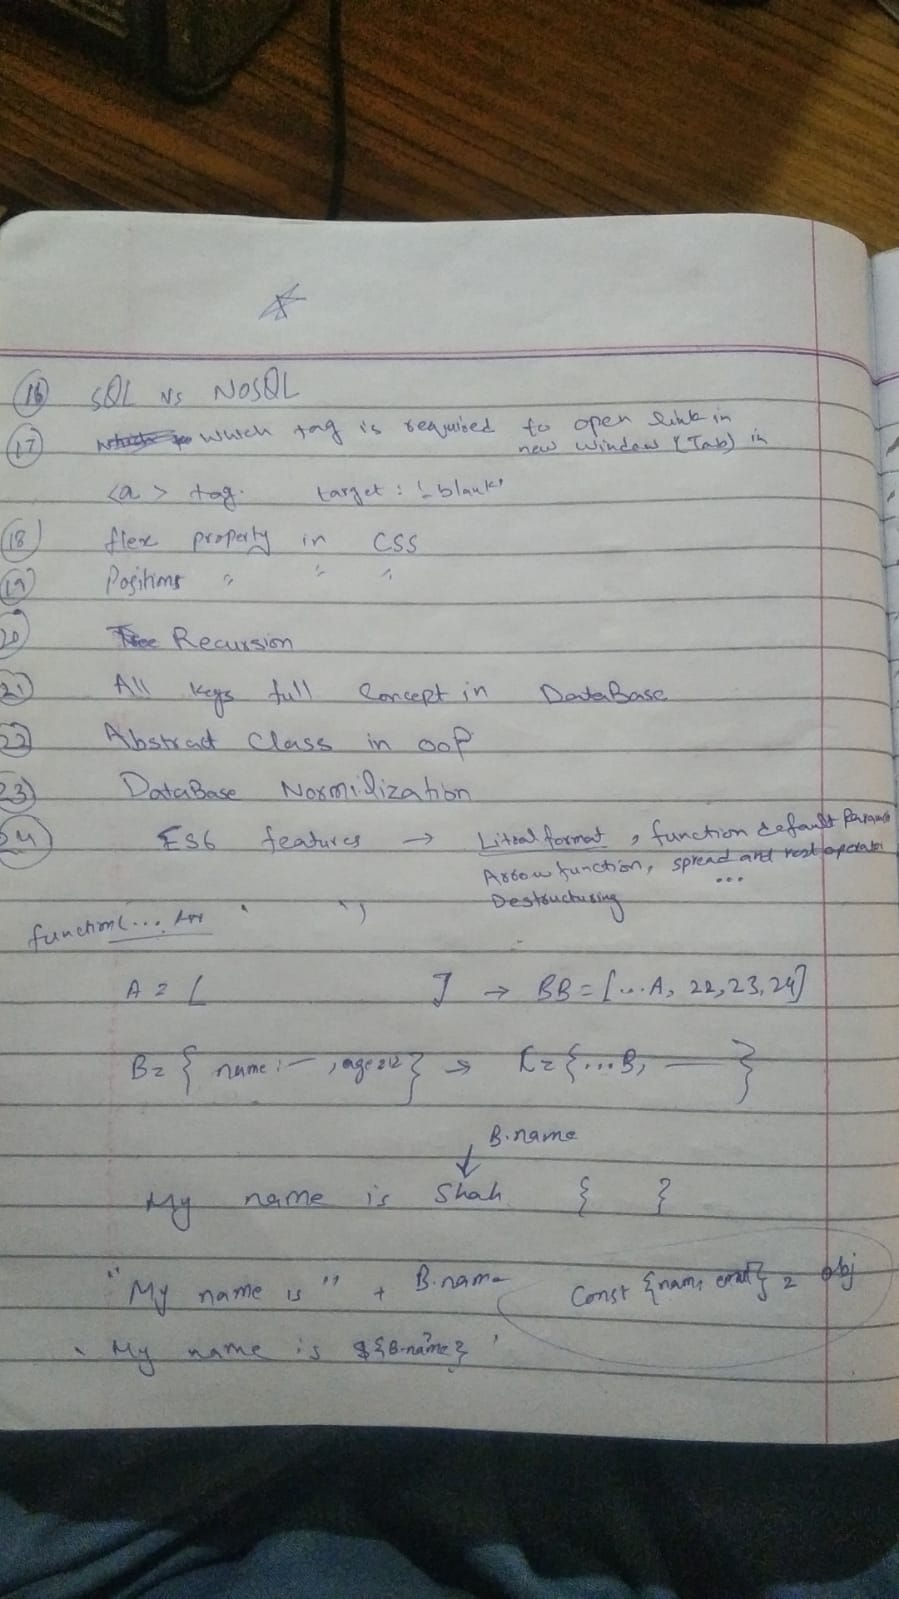 16 SQL vs NOSQL
17 which tag is required to open link in
new window (Tab) in
<a> tag. target: '_blank'
18 flex property in CSS
19 Positions " " "
20 Recursion
21 All keys full Concept in DataBase
22 Abstract Class in OOP
23 DataBase Normilization
24 ES6 features → Literal format, function default Params
Arrow function, spread and rest operator
...
Destructuring
function(...
A = [ ] → BB = [...A, 22, 23, 24]
B = { name: — , age: 22 } → C = {...B, — }
B.name
↓
My name is Shah { }
"My name is" + B.name
Const {name, email} = obj
` My name is ${B.name} `